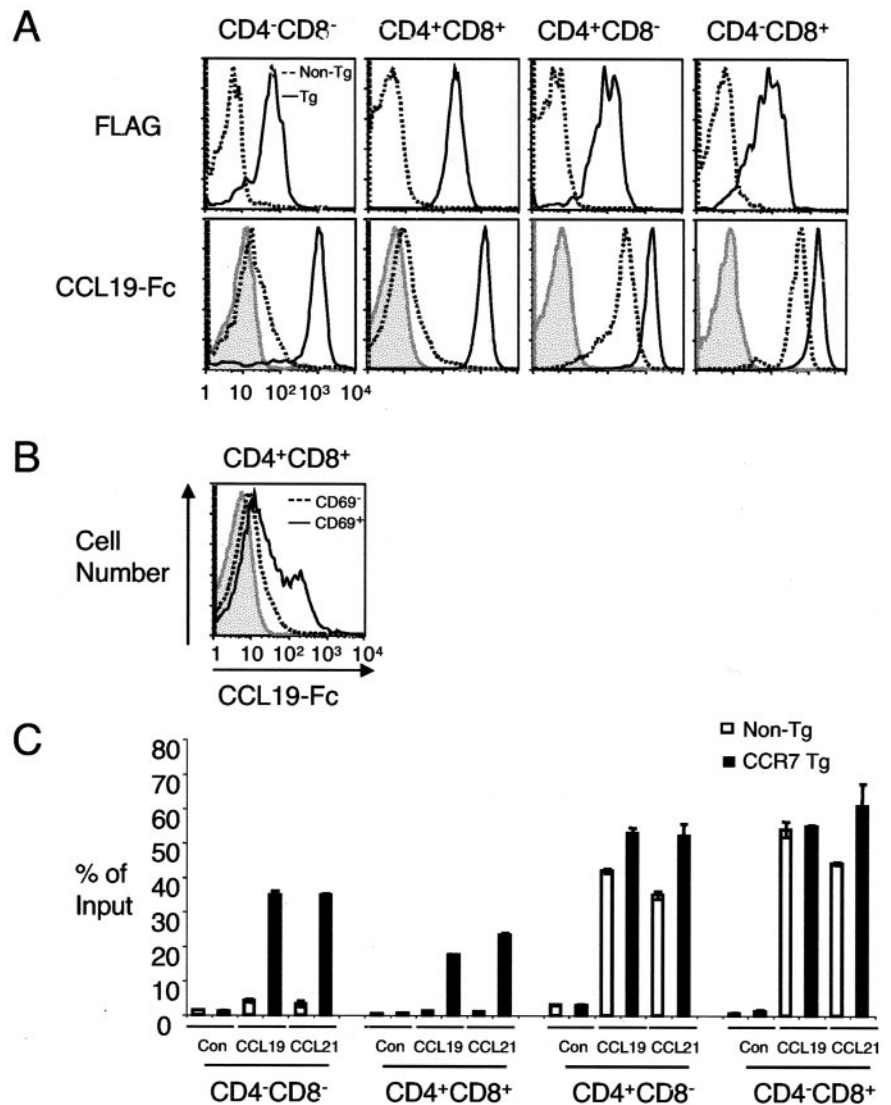 A
CD4⁻CD8⁻ CD4⁺CD8⁺ CD4⁺CD8⁻ CD4⁻CD8⁺
Non-Tg
Tg
FLAG
CCL19-Fc
1 10 10² 10³ 10⁴
B
CD4⁺CD8⁺
CD69⁻
CD69⁺
Cell
Number
1 10 10² 10³ 10⁴
CCL19-Fc
C
Non-Tg
CCR7 Tg
80
70
60
50
40
30
20
10
0
% of
Input
Con CCL19 CCL21 Con CCL19 CCL21 Con CCL19 CCL21 Con CCL19 CCL21
CD4⁻CD8⁻ CD4⁺CD8⁺ CD4⁺CD8⁻ CD4⁻CD8⁺